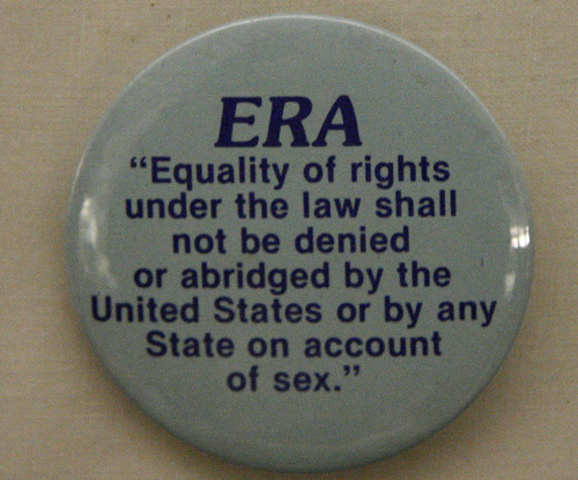 ERA
“Equality of rights
under the law shall
not be denied
or abridged by the
United States or by any
State on account
of sex.”